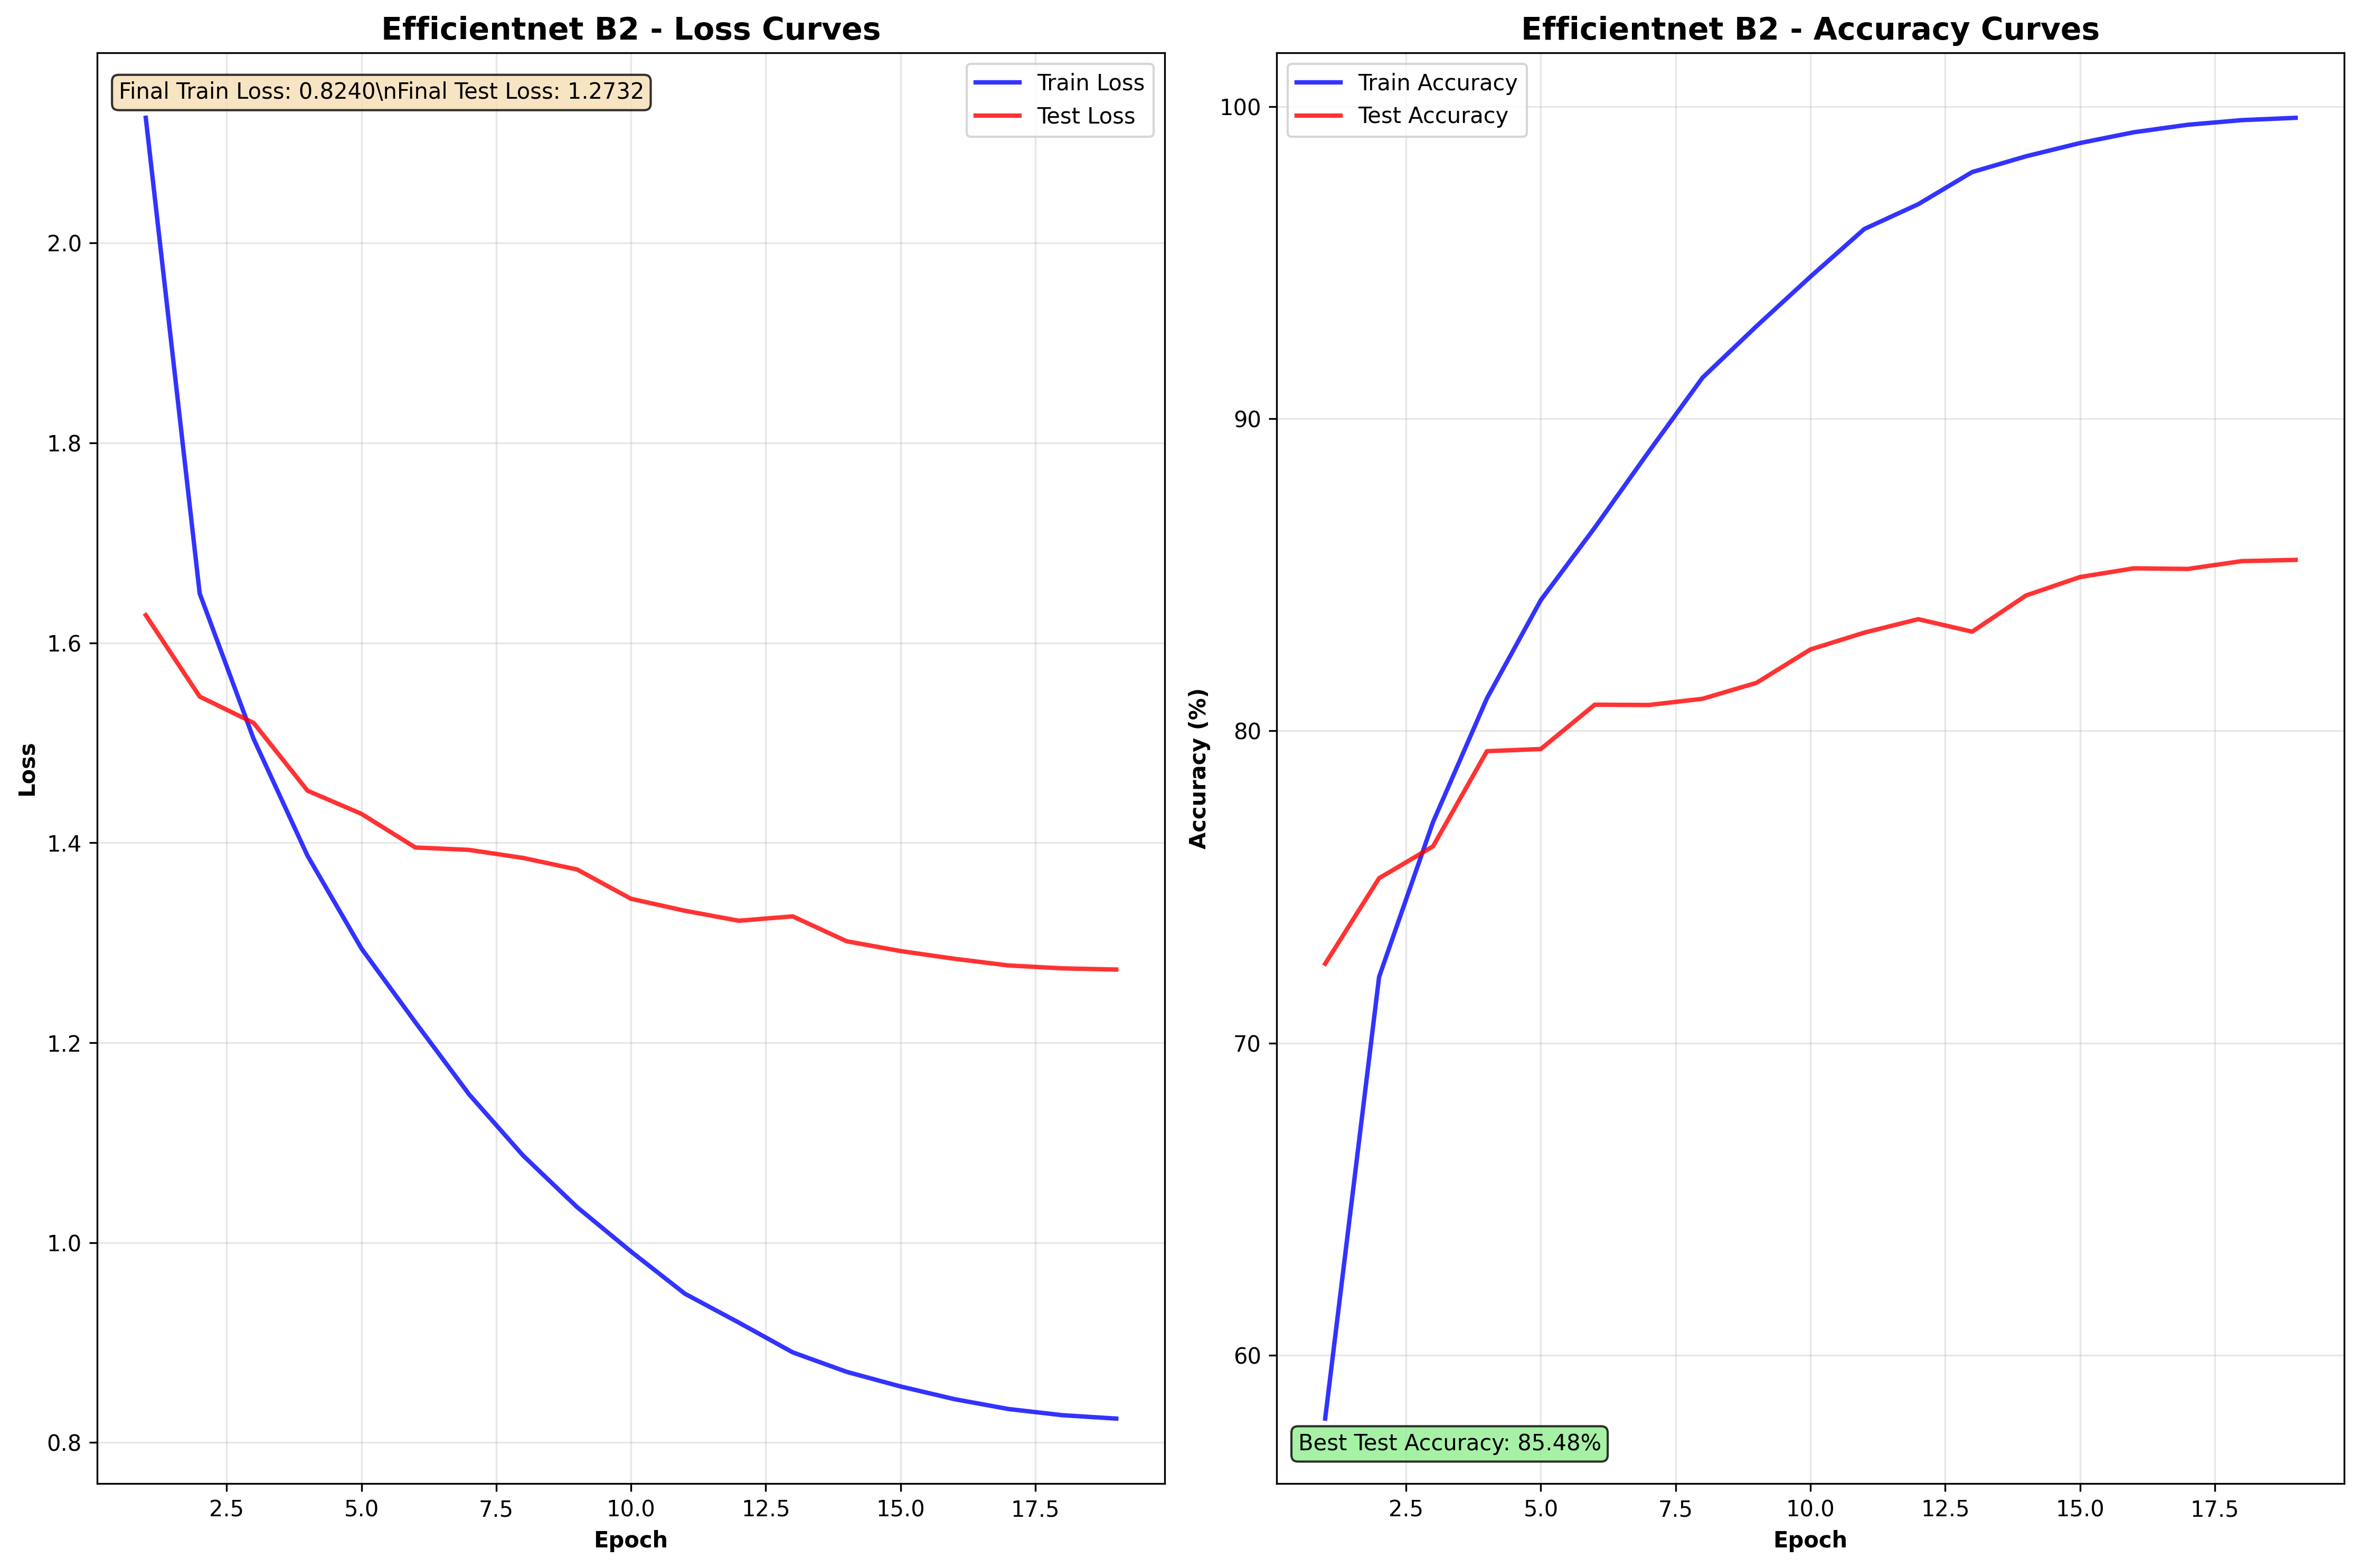 Efficientnet B2 - Loss Curves
Final Train Loss: 0.8240\nFinal Test Loss: 1.2732
Train Loss
Test Loss
2.0
1.8
1.6
1.4
1.2
1.0
0.8
Loss
2.5 5.0 7.5 10.0 12.5 15.0 17.5
Epoch
Efficientnet B2 - Accuracy Curves
Train Accuracy
Test Accuracy
100
90
80
70
60
Accuracy (%)
Best Test Accuracy: 85.48%
2.5 5.0 7.5 10.0 12.5 15.0 17.5
Epoch